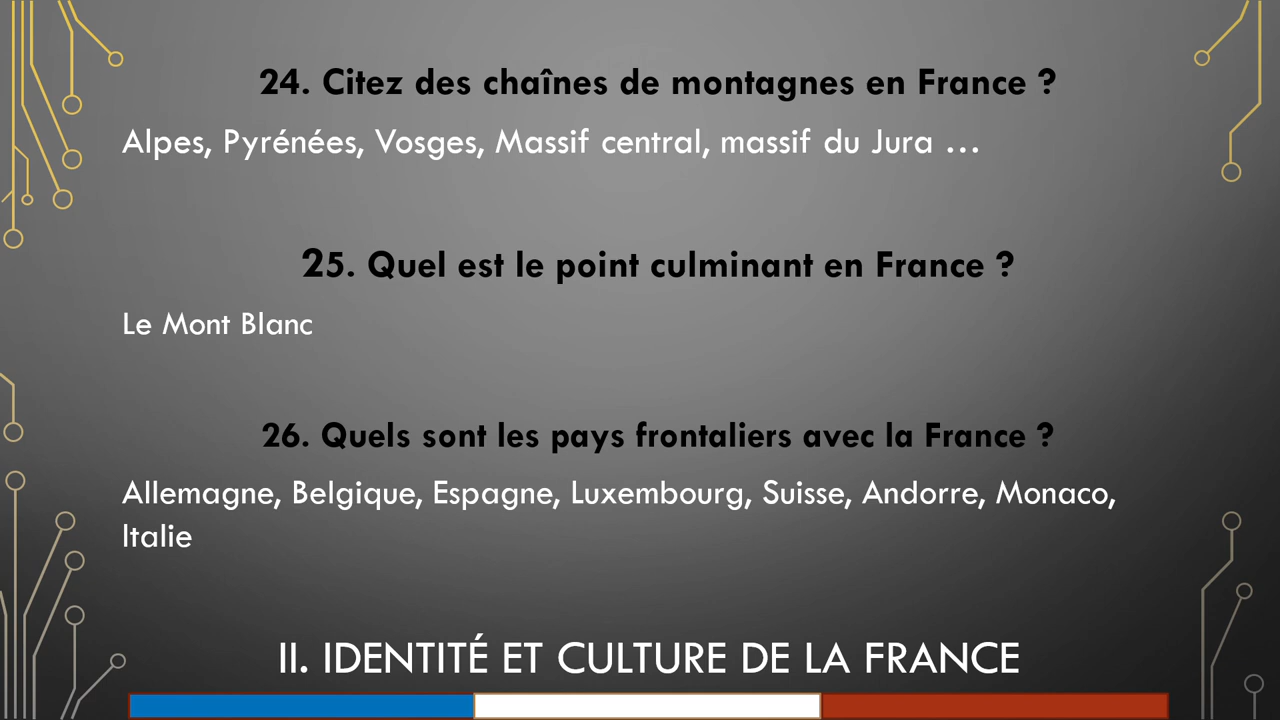 24. Citez des chaînes de montagnes en France ?
Alpes, Pyrénées, Vosges, Massif central, massif du Jura …
25. Quel est le point culminant en France ?
Le Mont Blanc
26. Quels sont les pays frontaliers avec la France ?
Allemagne, Belgique, Espagne, Luxembourg, Suisse, Andorre, Monaco,
Italie
II. IDENTITÉ ET CULTURE DE LA FRANCE